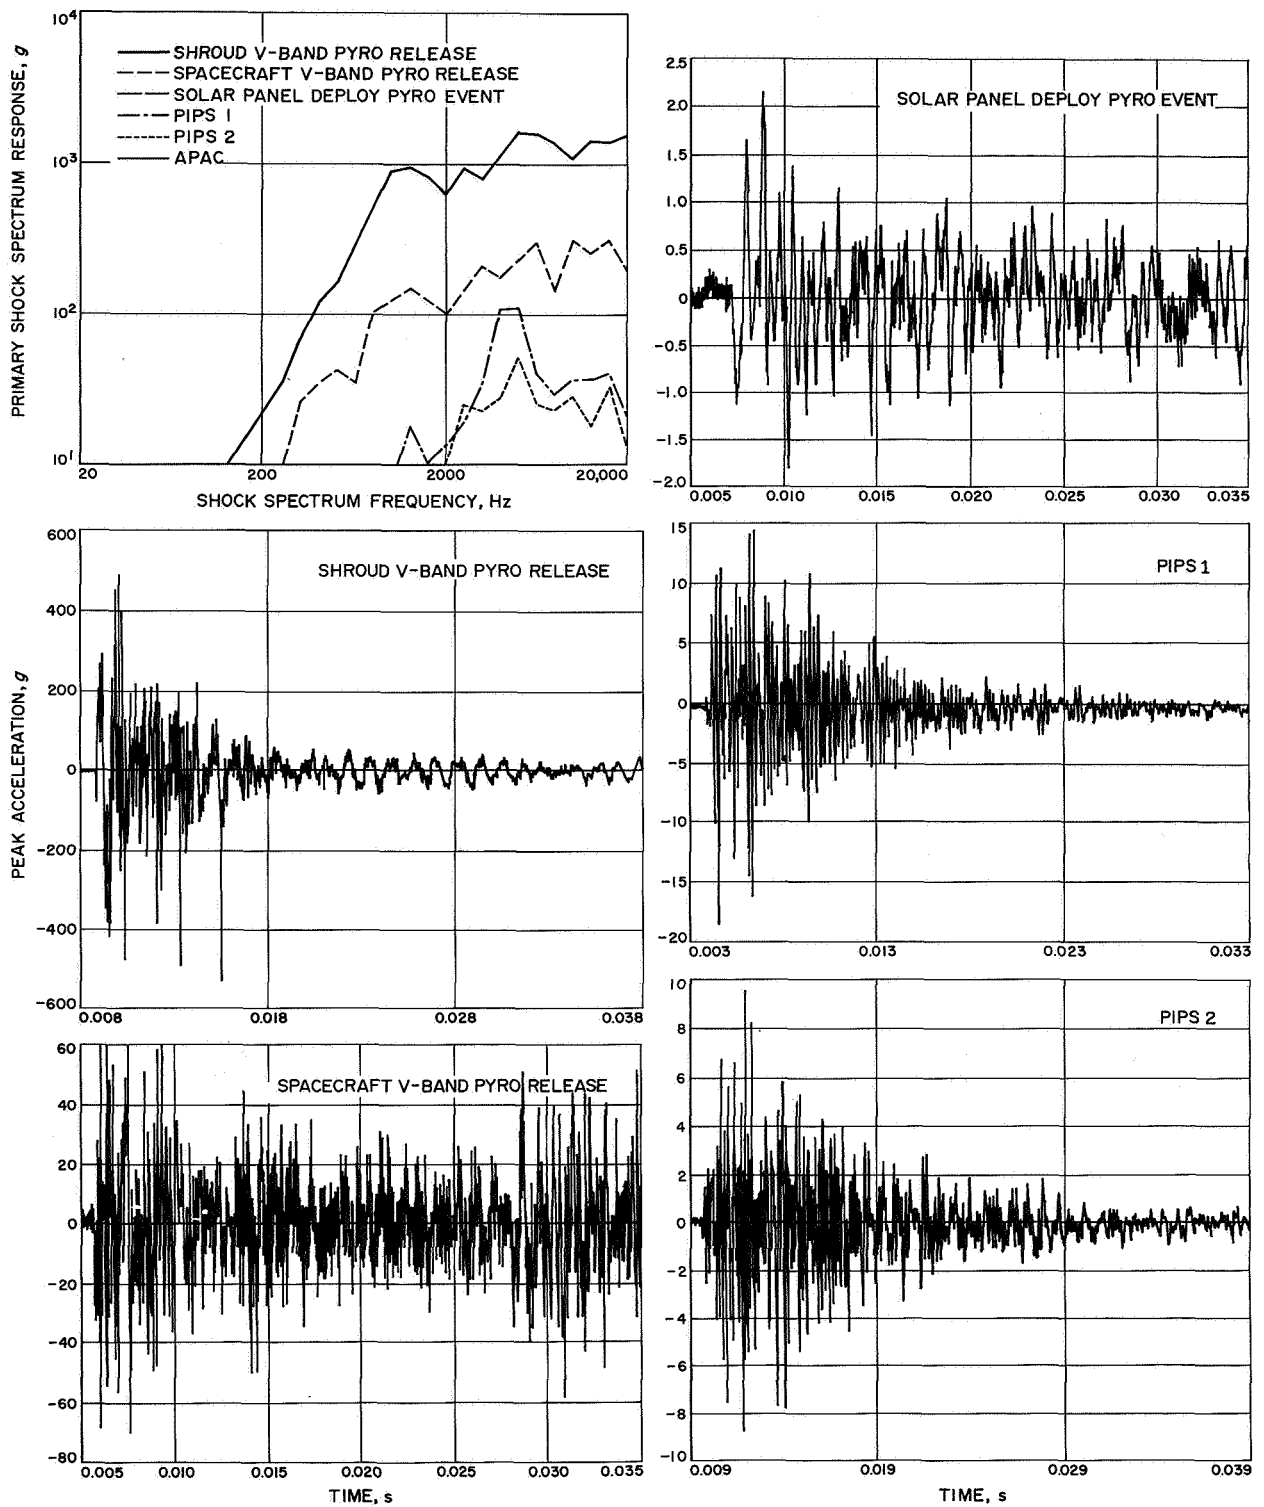 10⁴
10³
10²
10¹
PRIMARY SHOCK SPECTRUM RESPONSE, g
SHROUD V-BAND PYRO RELEASE
SPACECRAFT V-BAND PYRO RELEASE
SOLAR PANEL DEPLOY PYRO EVENT
PIPS 1
PIPS 2
APAC
20 200 2000 20,000
SHOCK SPECTRUM FREQUENCY, Hz
SOLAR PANEL DEPLOY PYRO EVENT
2.5
2.0
1.5
1.0
0.5
0
-0.5
-1.0
-1.5
-2.0
0.005 0.010 0.015 0.020 0.025 0.030 0.035
PEAK ACCELERATION, g
SHROUD V-BAND PYRO RELEASE
600
400
200
0
-200
-400
-600
0.008 0.018 0.028 0.038
PIPS 1
15
10
5
0
-5
-10
-15
-20
0.003 0.013 0.023 0.033
SPACECRAFT V-BAND PYRO RELEASE
60
40
20
0
-20
-40
-60
-80
0.005 0.010 0.015 0.020 0.025 0.030 0.035
TIME, s
PIPS 2
10
8
6
4
2
0
-2
-4
-6
-8
-10
0.009 0.019 0.029 0.039
TIME, s